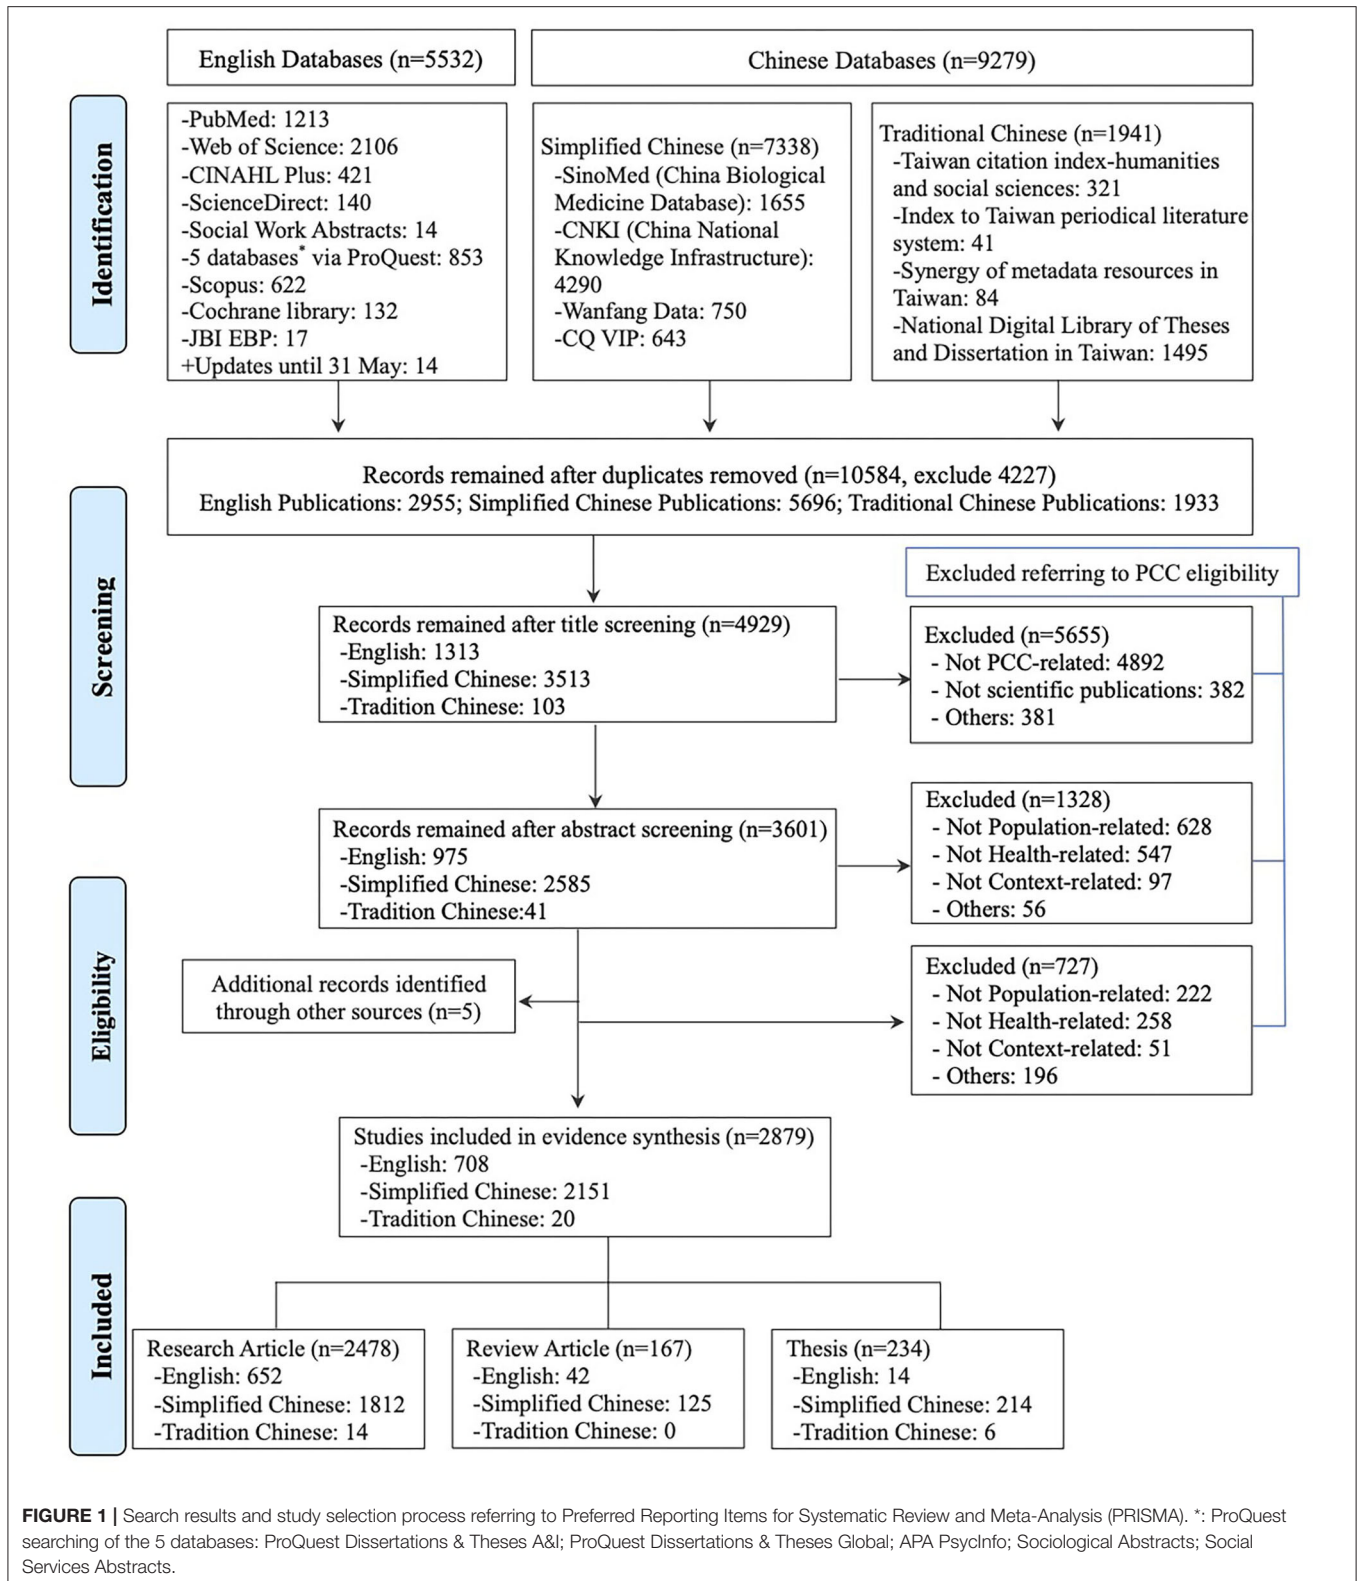 English Databases (n=5532)
Chinese Databases (n=9279)
Identification
-PubMed: 1213
-Web of Science: 2106
-CINAHL Plus: 421
-ScienceDirect: 140
-Social Work Abstracts: 14
-5 databases* via ProQuest: 853
-Scopus: 622
-Cochrane library: 132
-JBI EBP: 17
+Updates until 31 May: 14
Simplified Chinese (n=7338)
-SinoMed (China Biological
Medicine Database): 1655
-CNKI (China National
Knowledge Infrastructure):
4290
-Wanfang Data: 750
-CQ VIP: 643
Traditional Chinese (n=1941)
-Taiwan citation index-humanities
and social sciences: 321
-Index to Taiwan periodical literature
system: 41
-Synergy of metadata resources in
Taiwan: 84
-National Digital Library of Theses
and Dissertation in Taiwan: 1495
Screening
Records remained after duplicates removed (n=10584, exclude 4227)
English Publications: 2955; Simplified Chinese Publications: 5696; Traditional Chinese Publications: 1933
Excluded referring to PCC eligibility
Records remained after title screening (n=4929)
-English: 1313
-Simplified Chinese: 3513
-Tradition Chinese: 103
Excluded (n=5655)
- Not PCC-related: 4892
- Not scientific publications: 382
- Others: 381
Records remained after abstract screening (n=3601)
-English: 975
-Simplified Chinese: 2585
-Tradition Chinese:41
Excluded (n=1328)
- Not Population-related: 628
- Not Health-related: 547
- Not Context-related: 97
- Others: 56
Eligibility
Additional records identified
through other sources (n=5)
Excluded (n=727)
- Not Population-related: 222
- Not Health-related: 258
- Not Context-related: 51
- Others: 196
Studies included in evidence synthesis (n=2879)
-English: 708
-Simplified Chinese: 2151
-Tradition Chinese: 20
Included
Research Article (n=2478)
-English: 652
-Simplified Chinese: 1812
-Tradition Chinese: 14
Review Article (n=167)
-English: 42
-Simplified Chinese: 125
-Tradition Chinese: 0
Thesis (n=234)
-English: 14
-Simplified Chinese: 214
-Tradition Chinese: 6
FIGURE 1 | Search results and study selection process referring to Preferred Reporting Items for Systematic Review and Meta-Analysis (PRISMA). *: ProQuest
searching of the 5 databases: ProQuest Dissertations & Theses A&I; ProQuest Dissertations & Theses Global; APA PsycInfo; Sociological Abstracts; Social
Services Abstracts.